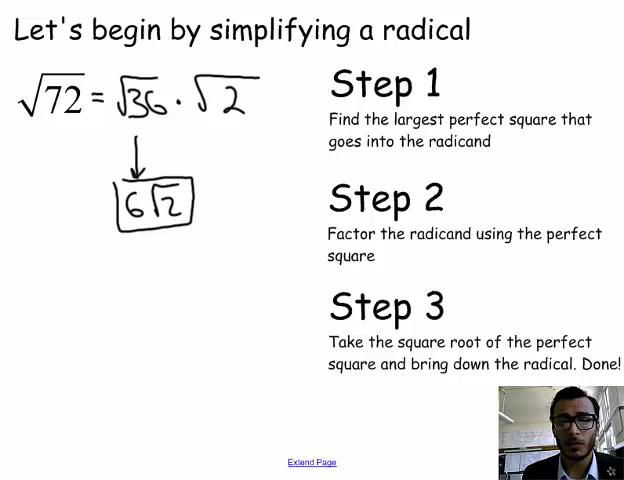 Let's begin by simplifying a radical
√72 = √36 · √2
6√2
Step 1
Find the largest perfect square that
goes into the radicand
Step 2
Factor the radicand using the perfect
square
Step 3
Take the square root of the perfect
square and bring down the radical. Done!
Extend Page